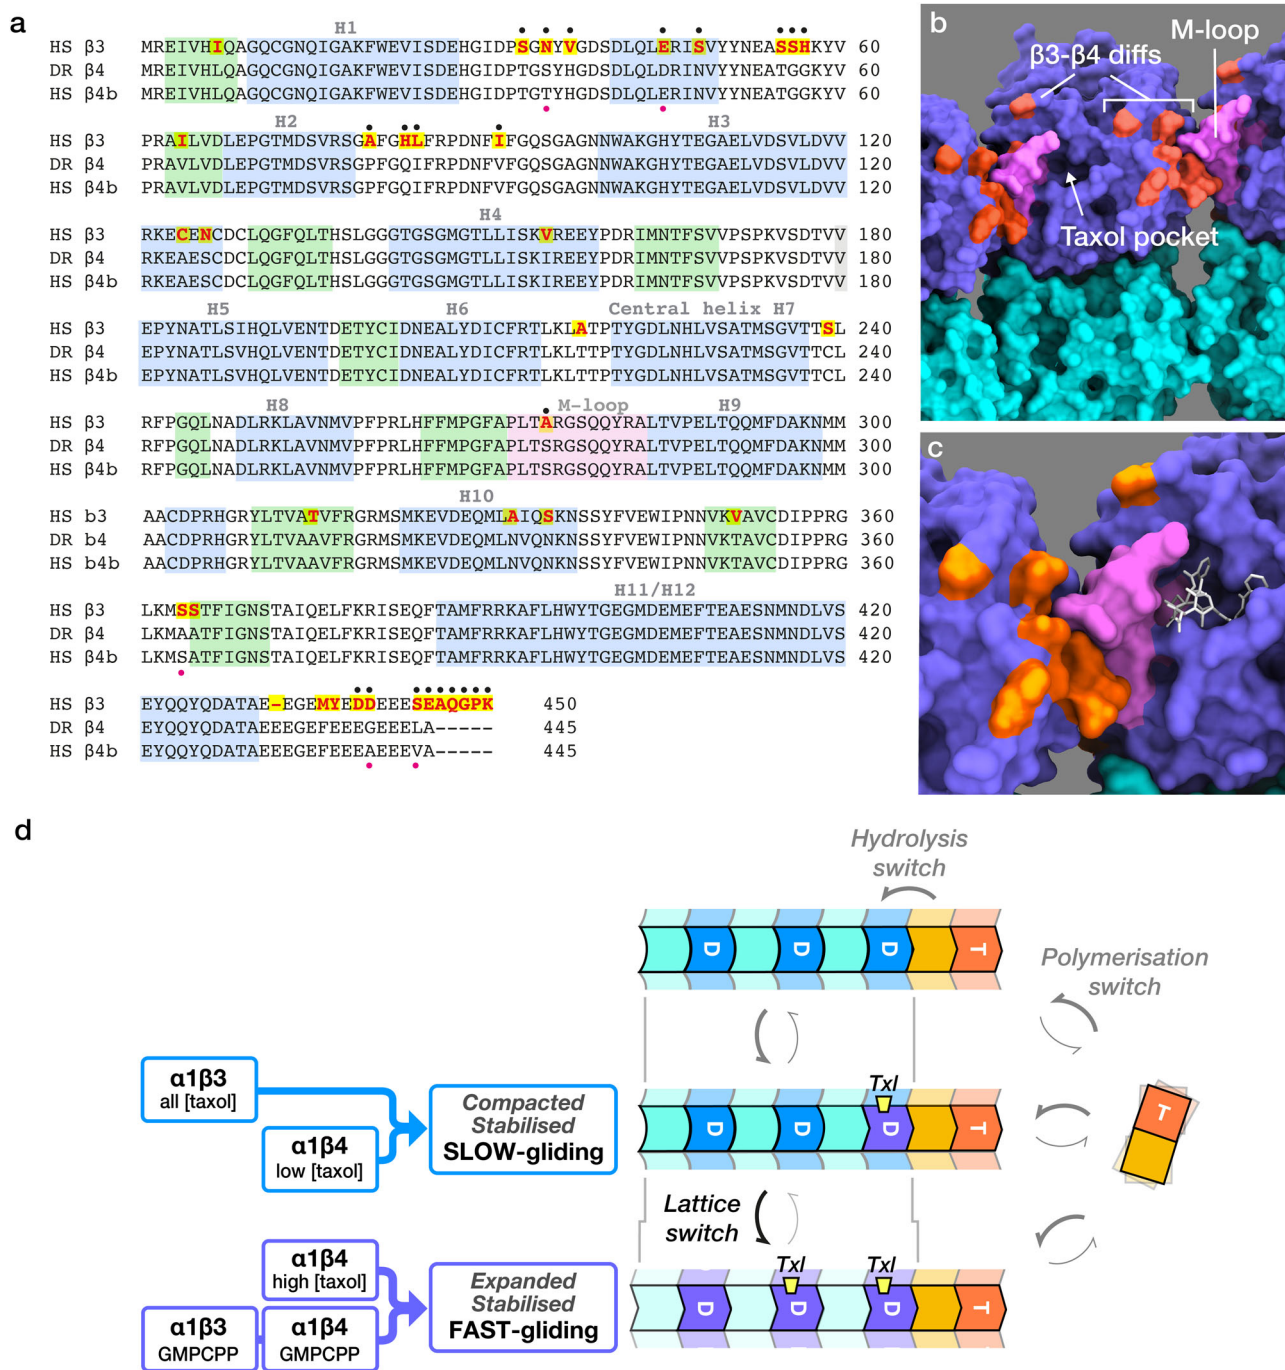 a
H1
HS β3 MREIVHIQAGQCGNQIGAKFWEVISDEHGIDPSGNYVGDSDLQLERISVYYNEASSHKYV 60
DR β4 MREIVHLQAGQCGNQIGAKFWEVISDEHGIDPTGSYHGDSDLQLDRINVYYNEATGGKYV 60
HS β4b MREIVHLQAGQCGNQIGAKFWEVISDEHGIDPTGTYHGDSDLQLERINVYYNEATGGKYV 60
H2 H3
HS β3 PRAILVDLEPGTMDSVRSGAFGHLFRPDNFIFGQSGAGNNWAKGHYTEGAELVDSVLDVV 120
DR β4 PRAVLVDLEPGTMDSVRSGPFGQIFRPDNFVFGQSGAGNNWAKGHYTEGAELVDSVLDVV 120
HS β4b PRAVLVDLEPGTMDSVRSGPFGQIFRPDNFVFGQSGAGNNWAKGHYTEGAELVDSVLDVV 120
H4
HS β3 RKECENCDCLQGFQLTHSLGGGTGSGMGTLLISKVREEYPDRIMNTFSVVPSPKVSDTVV 180
DR β4 RKEAESCDCLQGFQLTHSLGGGTGSGMGTLLISKIREEYPDRIMNTFSVVPSPKVSDTVV 180
HS β4b RKEAESCDCLQGFQLTHSLGGGTGSGMGTLLISKIREEYPDRIMNTFSVVPSPKVSDTVV 180
H5 H6 Central helix H7
HS β3 EPYNATLSIHQLVENTDETYCIDNEALYDICFRTLKLATPTYGDLNHLVSATMSGVTTSL 240
DR β4 EPYNATLSVHQLVENTDETYCIDNEALYDICFRTLKLTTPTYGDLNHLVSATMSGVTTCL 240
HS β4b EPYNATLSVHQLVENTDETYCIDNEALYDICFRTLKLTTPTYGDLNHLVSATMSGVTTCL 240
H8 M-loop H9
HS β3 RFPGQLNADLRKLAVNMVPFPRLHFFMPGFAPLTARGSQQYRALTVPELTQQMFDAKNMM 300
DR β4 RFPGQLNADLRKLAVNMVPFPRLHFFMPGFAPLTSRGSQQYRALTVPELTQQMFDAKNMM 300
HS β4b RFPGQLNADLRKLAVNMVPFPRLHFFMPGFAPLTSRGSQQYRALTVPELTQQMFDAKNMM 300
H10
HS b3 AACDPRHGRYLTVATVFRGRMSMKEVDEQMLAIQSKNSSYFVEWIPNNVKVAVCDIPPRG 360
DR b4 AACDPRHGRYLTVAAVFRGRMSMKEVDEQMLNVQNKNSSYFVEWIPNNVKTAVCDIPPRG 360
HS b4b AACDPRHGRYLTVAAVFRGRMSMKEVDEQMLNVQNKNSSYFVEWIPNNVKTAVCDIPPRG 360
H11/H12
HS β3 LKMSSTFIGNSTAIQELFKRISEQFTAMFRRKAFLHWYTGEGMDEMEFTEAESNMNDLVS 420
DR β4 LKMAATFIGNSTAIQELFKRISEQFTAMFRRKAFLHWYTGEGMDEMEFTEAESNMNDLVS 420
HS β4b LKMSATFIGNSTAIQELFKRISEQFTAMFRRKAFLHWYTGEGMDEMEFTEAESNMNDLVS 420
HS β3 EYQQYQDATAE-EGEMYEDDEEESEAQGPK 450
DR β4 EYQQYQDATAEEEGEFEEEGEEELA----- 445
HS β4b EYQQYQDATAEEEGEFEEEAEEEVA----- 445
b
M-loop
β3-β4 diffs
Taxol pocket
c
d
Hydrolysis
switch
D D D T
Polymerisation
switch
α1β3
all [taxol]
α1β4
low [taxol]
Compacted
Stabilised
SLOW-gliding
Txl
D D D T
T
Lattice
switch
α1β4
high [taxol]
α1β3
GMPCPP
α1β4
GMPCPP
Expanded
Stabilised
FAST-gliding
Txl Txl
D D D T